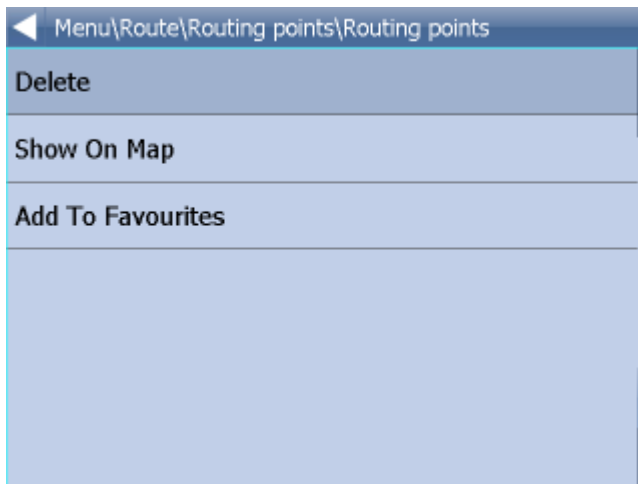 Menu\Route\Routing points\Routing points
Delete
Show On Map
Add To Favourites